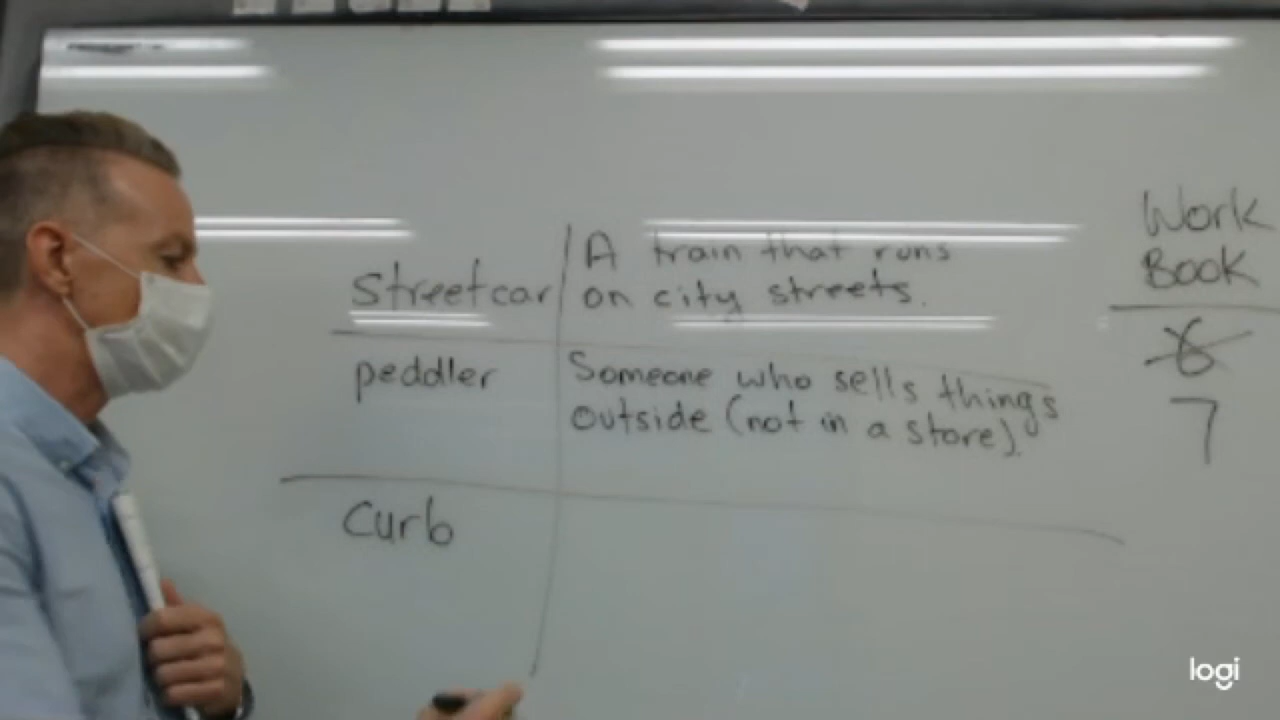 Streetcar
A train that runs
on city streets.
peddler
Someone who sells things
outside (not in a store).
Curb
Work
Book
6
7
logi